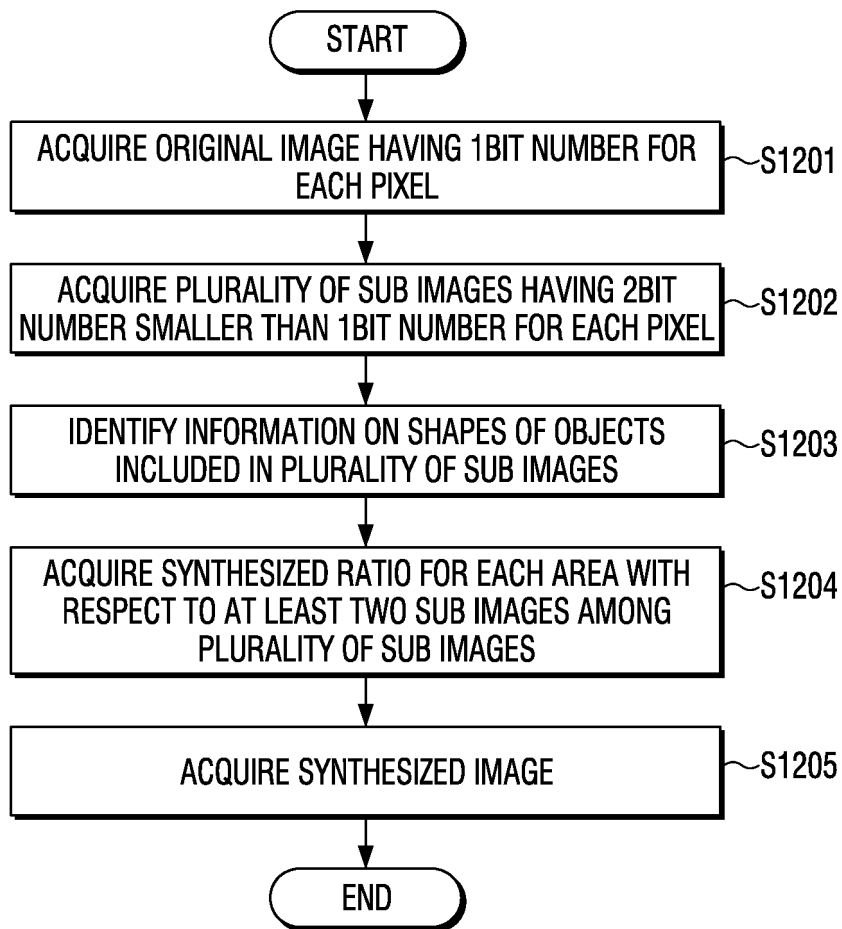 START
ACQUIRE ORIGINAL IMAGE HAVING 1BIT NUMBER FOR
EACH PIXEL
S1201
ACQUIRE PLURALITY OF SUB IMAGES HAVING 2BIT
NUMBER SMALLER THAN 1BIT NUMBER FOR EACH PIXEL
S1202
IDENTIFY INFORMATION ON SHAPES OF OBJECTS
INCLUDED IN PLURALITY OF SUB IMAGES
S1203
ACQUIRE SYNTHESIZED RATIO FOR EACH AREA WITH
RESPECT TO AT LEAST TWO SUB IMAGES AMONG
PLURALITY OF SUB IMAGES
S1204
ACQUIRE SYNTHESIZED IMAGE
S1205
END